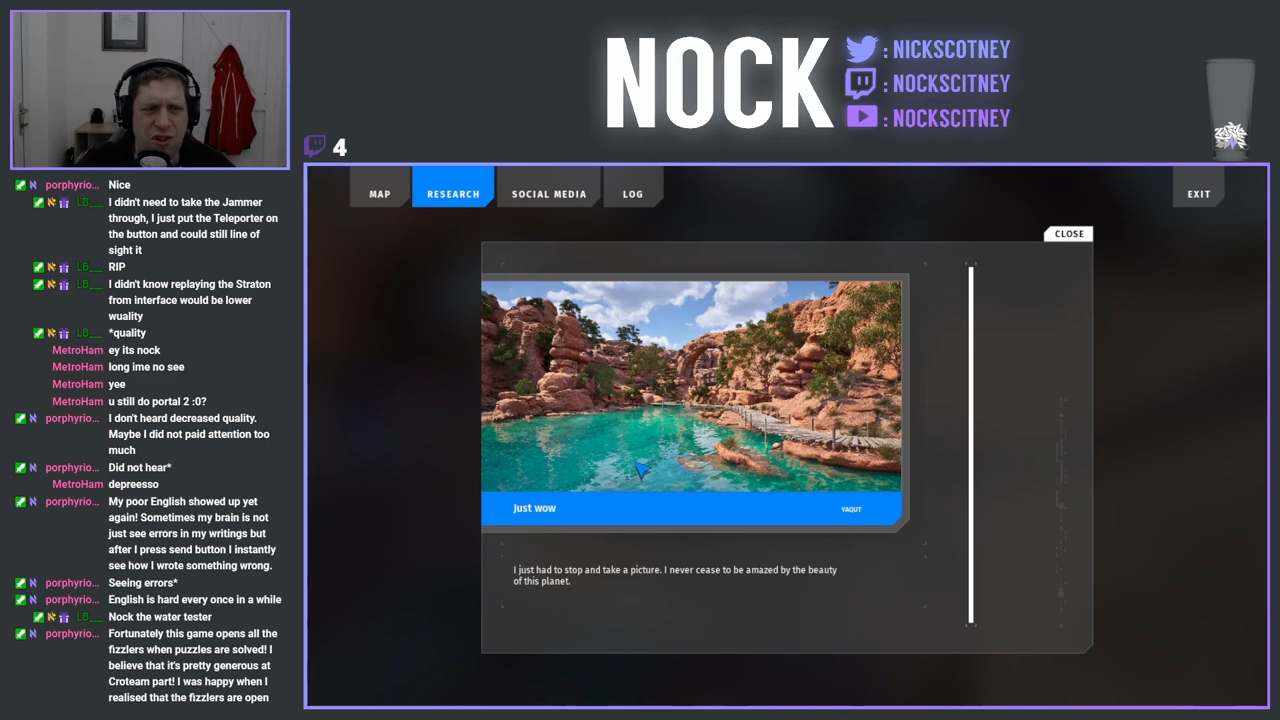 NOCK
: NICKSCOTNEY
: NOCKSCITNEY
: NOCKSCITNEY
4
porphyrio... Nice
LB__ I didn't need to take the Jammer
through, I just put the Teleporter on
the button and could still line of
sight it
LB__ RIP
LB__ I didn't know replaying the Straton
from interface would be lower
wuality
LB__ *quality
MetroHam ey its nock
MetroHam long ime no see
MetroHam yee
MetroHam u still do portal 2 :0?
porphyrio... I don't heard decreased quality.
Maybe I did not paid attention too
much
porphyrio... Did not hear*
MetroHam depreesso
porphyrio... My poor English showed up yet
again! Sometimes my brain is not
just see errors in my writings but
after I press send button I instantly
see how I wrote something wrong.
porphyrio... Seeing errors*
porphyrio... English is hard every once in a while
LB__ Nock the water tester
porphyrio... Fortunately this game opens all the
fizzlers when puzzles are solved! I
believe that it's pretty generous at
Croteam part! I was happy when I
realised that the fizzlers are open
MAP RESEARCH SOCIAL MEDIA LOG EXIT
CLOSE
Just wow YAQUT
I just had to stop and take a picture. I never cease to be amazed by the beauty
of this planet.